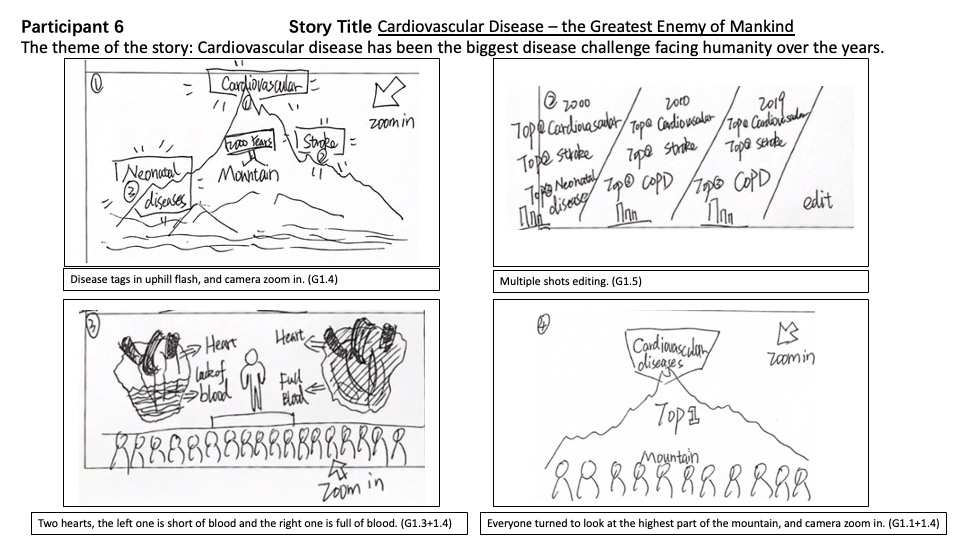 Participant 6
Story Title Cardiovascular Disease – the Greatest Enemy of Mankind
The theme of the story: Cardiovascular disease has been the biggest disease challenge facing humanity over the years.
①
Cardiovascular
①
zoom in
2000 Years
Stroke
②
Mountain
Neonatal
③
diseases
Disease tags in uphill flash, and camera zoom in. (G1.4)
② 2000
Top① Cardiovascular
Top② Stroke
Top③ Neonatal
disease
2010
Top① Cardiovascular
Top② Stroke
Top③ COPD
2019
Top① Cardiovascular
Top② Stroke
Top③ COPD
edit
Multiple shots editing. (G1.5)
③
Heart
lack of
blood
Heart
Full
Blood
Zoom in
Two hearts, the left one is short of blood and the right one is full of blood. (G1.3+1.4)
④
Cardiovascular
diseases
Zoom in
Top1
Mountain
Everyone turned to look at the highest part of the mountain, and camera zoom in. (G1.1+1.4)